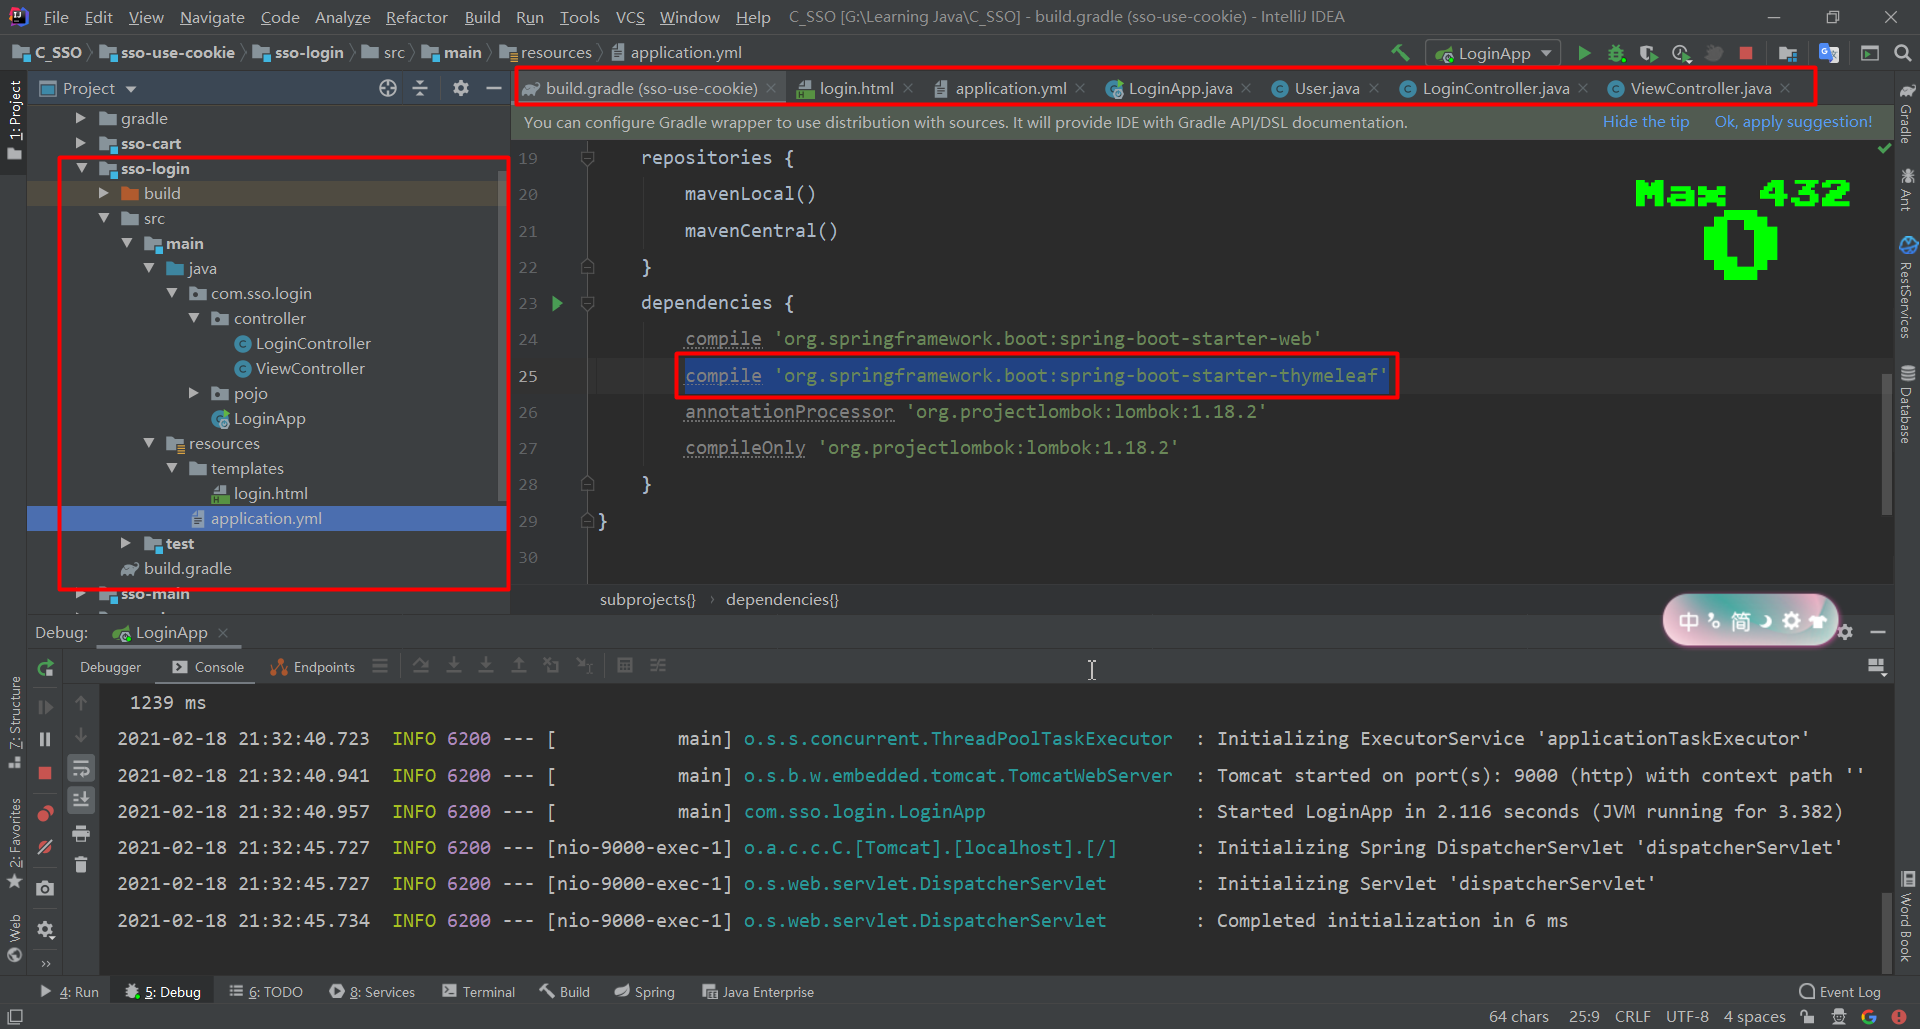 File Edit View Navigate Code Analyze Refactor Build Run Tools VCS Window Help C_SSO [G:\Learning Java\C_SSO] - build.gradle (sso-use-cookie) - IntelliJ IDEA
C_SSO sso-use-cookie sso-login src main resources application.yml LoginApp
Project
build.gradle (sso-use-cookie) login.html application.yml LoginApp.java User.java LoginController.java ViewController.java
You can configure Gradle wrapper to use distribution with sources. It will provide IDE with Gradle API/DSL documentation. Hide the tip Ok, apply suggestion!
1: Project
gradle
sso-cart
sso-login
build
src
main
java
com.sso.login
controller
LoginController
ViewController
pojo
LoginApp
resources
templates
login.html
application.yml
test
build.gradle
sso-main
19 repositories {
20 mavenLocal()
21 mavenCentral()
22 }
23 dependencies {
24 compile 'org.springframework.boot:spring-boot-starter-web'
25 compile 'org.springframework.boot:spring-boot-starter-thymeleaf'
26 annotationProcessor 'org.projectlombok:lombok:1.18.2'
27 compileOnly 'org.projectlombok:lombok:1.18.2'
28 }
29 }
30
Max 432
0
subprojects{} dependencies{}
Gradle
Ant
RestServices
Database
Word Book
中 简
Debug: LoginApp
Debugger Console Endpoints
7: Structure
2: Favorites
Web
1239 ms
2021-02-18 21:32:40.723 INFO 6200 --- [ main] o.s.s.concurrent.ThreadPoolTaskExecutor : Initializing ExecutorService 'applicationTaskExecutor'
2021-02-18 21:32:40.941 INFO 6200 --- [ main] o.s.b.w.embedded.tomcat.TomcatWebServer : Tomcat started on port(s): 9000 (http) with context path ''
2021-02-18 21:32:40.957 INFO 6200 --- [ main] com.sso.login.LoginApp : Started LoginApp in 2.116 seconds (JVM running for 3.382)
2021-02-18 21:32:45.727 INFO 6200 --- [nio-9000-exec-1] o.a.c.c.C.[Tomcat].[localhost].[/] : Initializing Spring DispatcherServlet 'dispatcherServlet'
2021-02-18 21:32:45.727 INFO 6200 --- [nio-9000-exec-1] o.s.web.servlet.DispatcherServlet : Initializing Servlet 'dispatcherServlet'
2021-02-18 21:32:45.734 INFO 6200 --- [nio-9000-exec-1] o.s.web.servlet.DispatcherServlet : Completed initialization in 6 ms
4: Run 5: Debug 6: TODO 8: Services Terminal Build Spring Java Enterprise Event Log
64 chars 25:9 CRLF UTF-8 4 spaces